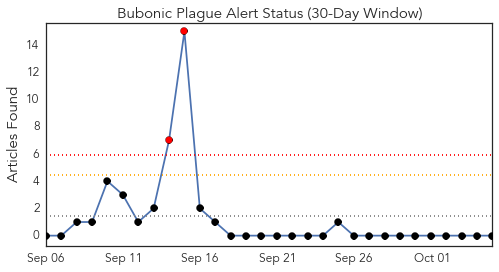 Bubonic Plague Alert Status (30-Day Window)
Articles Found
14
12
10
8
6
4
2
0
Sep 06 Sep 11 Sep 16 Sep 21 Sep 26 Oct 01